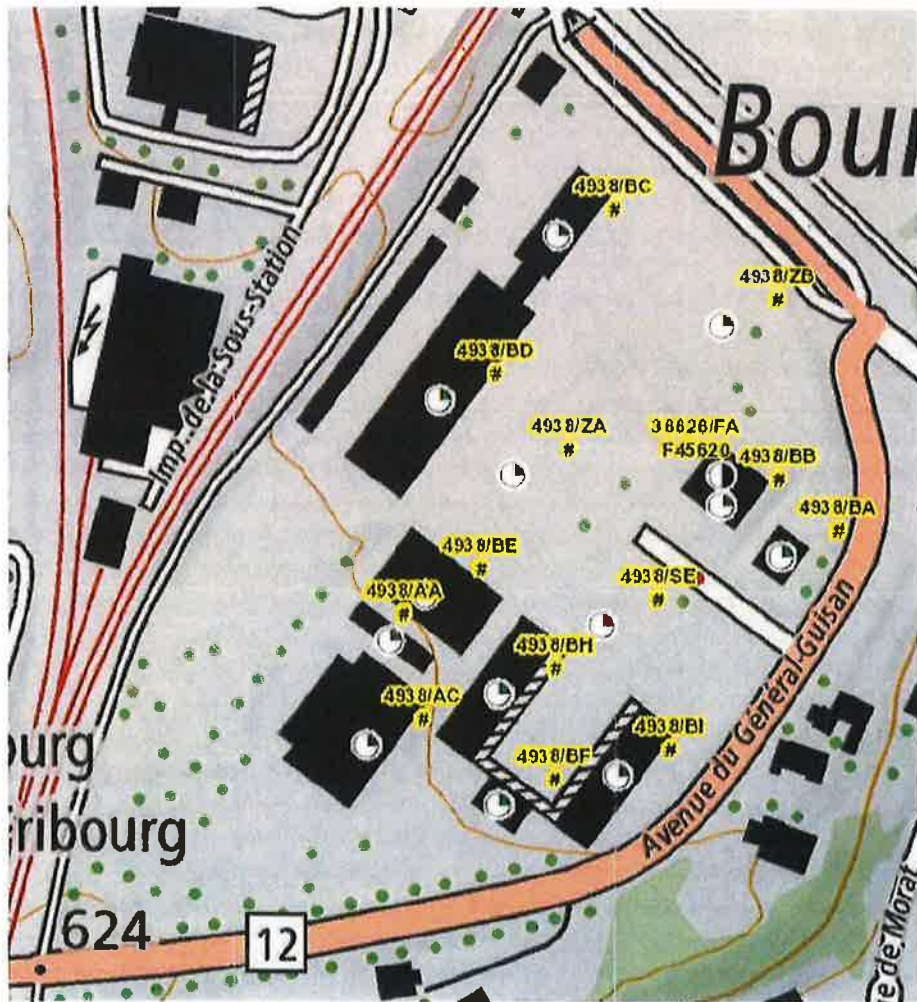 Bour
4938/BC
#
4938/ZB
#
Imp. de la Sous-Station
4938/BD
#
4938/ZA
#
38628/FA
F45620
4938/BB
#
4938/BA
#
4938/BE
#
4938/AA
#
4938/SE
#
4938/BH
#
4938/AC
#
4938/BI
#
4938/BF
#
Avenue du Général-Guisan
ourg
ribourg
624
12
e de Morat